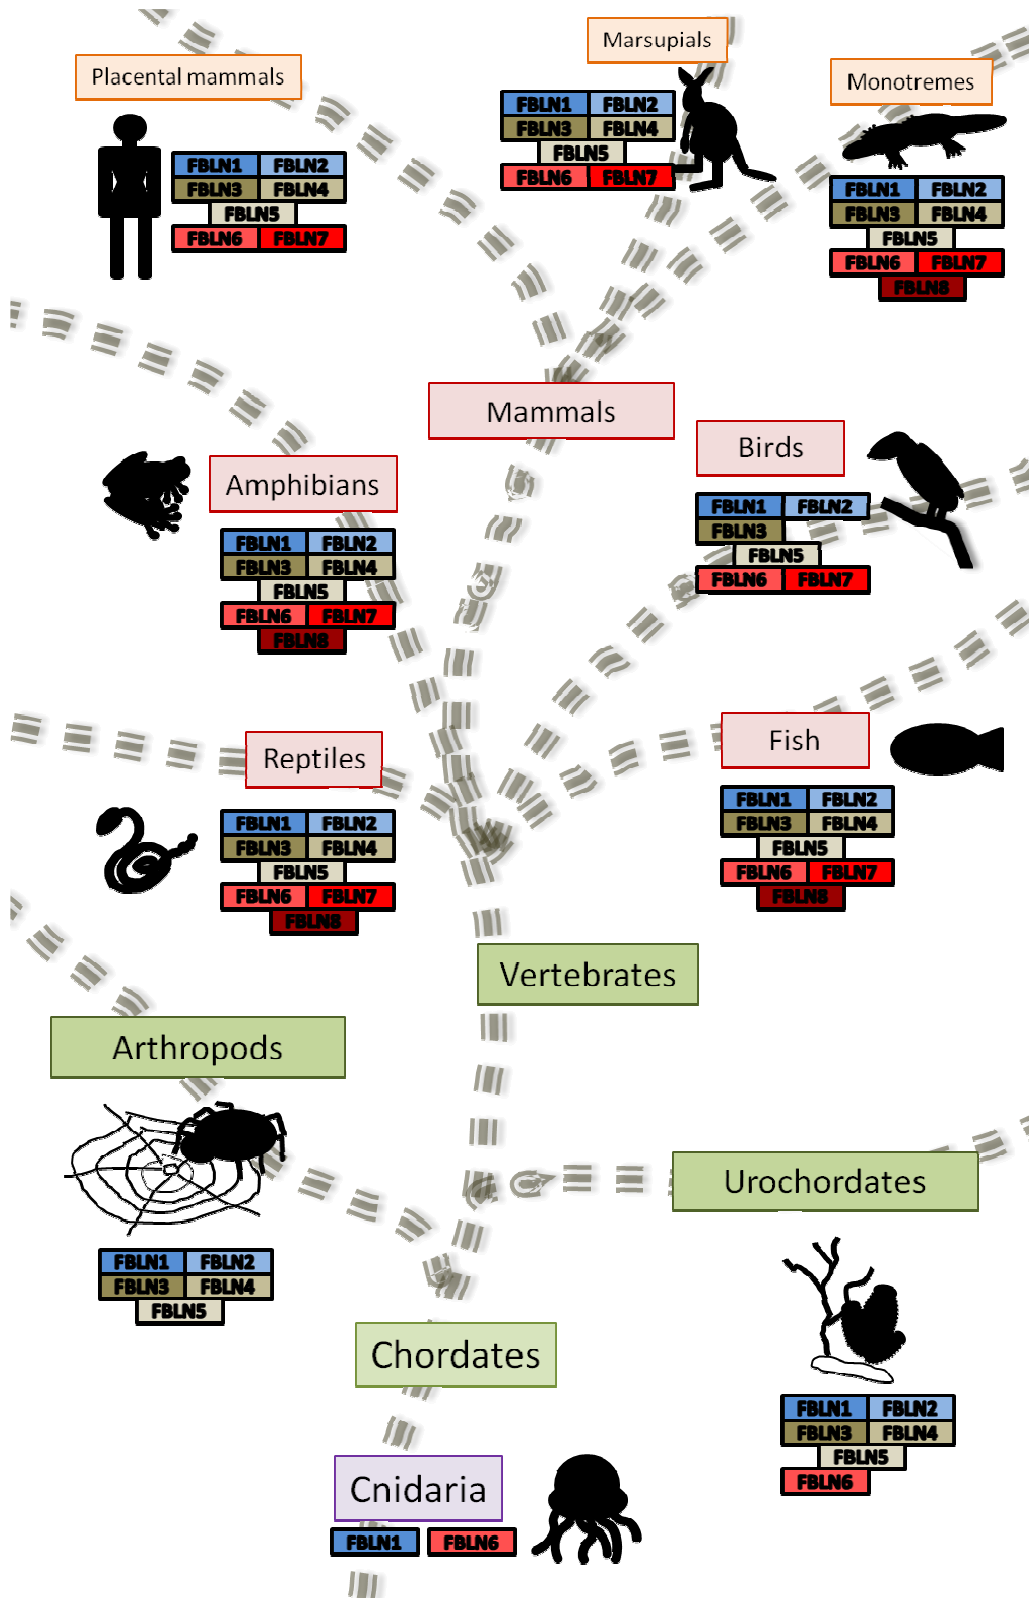 Placental mammals
FBLN1 FBLN2
FBLN3 FBLN4
FBLN5
FBLN6 FBLN7
Marsupials
FBLN1 FBLN2
FBLN3 FBLN4
FBLN5
FBLN6 FBLN7
Monotremes
FBLN1 FBLN2
FBLN3 FBLN4
FBLN5
FBLN6 FBLN7
FBLN8
Mammals
Amphibians
FBLN1 FBLN2
FBLN3 FBLN4
FBLN5
FBLN6 FBLN7
FBLN8
Birds
FBLN1 FBLN2
FBLN3
FBLN5
FBLN6 FBLN7
Reptiles
FBLN1 FBLN2
FBLN3 FBLN4
FBLN5
FBLN6 FBLN7
FBLN8
Fish
FBLN1 FBLN2
FBLN3 FBLN4
FBLN5
FBLN6 FBLN7
FBLN8
Vertebrates
Arthropods
FBLN1 FBLN2
FBLN3 FBLN4
FBLN5
Urochordates
FBLN1 FBLN2
FBLN3 FBLN4
FBLN5
FBLN6
Chordates
Cnidaria
FBLN1 FBLN6